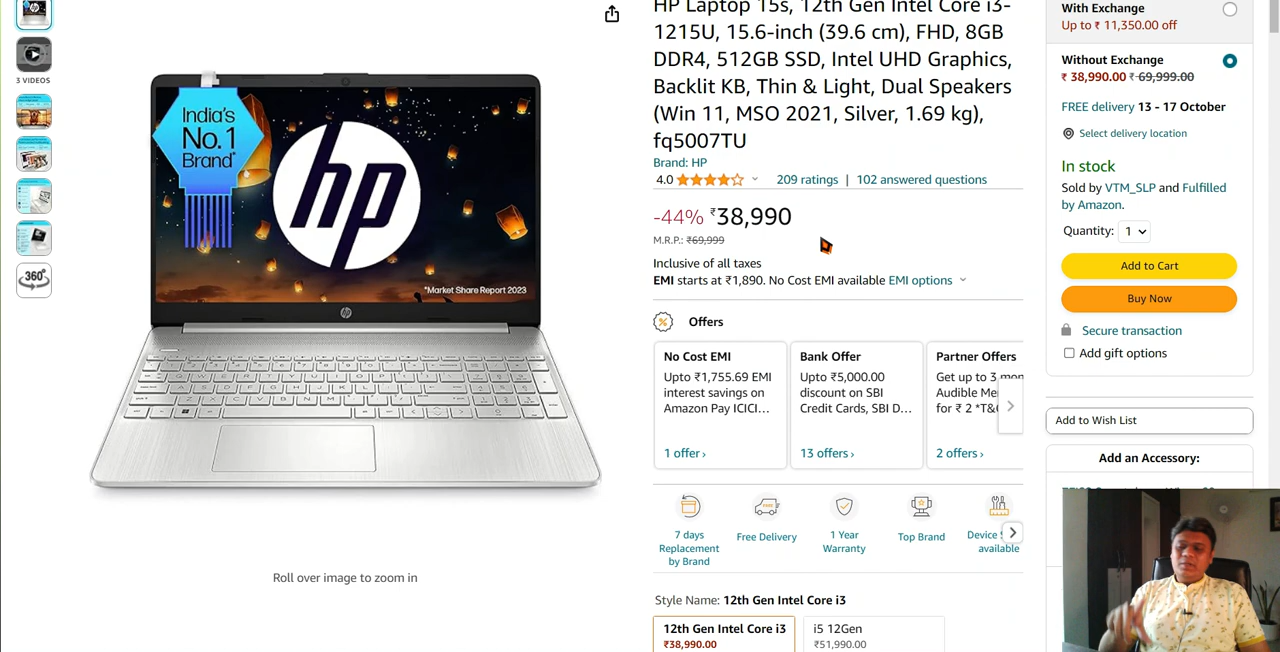 3 VIDEOS
360°
India's
No.1
Brand*
hp
*Market Share Report 2023
hp
Roll over image to zoom in
HP Laptop 15s, 12th Gen Intel Core i3-
1215U, 15.6-inch (39.6 cm), FHD, 8GB
DDR4, 512GB SSD, Intel UHD Graphics,
Backlit KB, Thin & Light, Dual Speakers
(Win 11, MSO 2021, Silver, 1.69 kg),
fq5007TU
Brand: HP
4.0 209 ratings | 102 answered questions
-44% ₹38,990
M.R.P.: ₹69,999
Inclusive of all taxes
EMI starts at ₹1,890. No Cost EMI available EMI options
Offers
No Cost EMI
Upto ₹1,755.69 EMI
interest savings on
Amazon Pay ICICI...
1 offer ›
Bank Offer
Upto ₹5,000.00
discount on SBI
Credit Cards, SBI D...
13 offers ›
Partner Offers
Get up to 3 mon
Audible Me
for ₹ 2 *T&
2 offers ›
7 days
Replacement
by Brand
Free Delivery
1 Year
Warranty
Top Brand
Device
available
Style Name: 12th Gen Intel Core i3
12th Gen Intel Core i3
₹38,990.00
i5 12Gen
₹51,990.00
With Exchange
Up to ₹ 11,350.00 off
Without Exchange
₹ 38,990.00 ₹ 69,999.00
FREE delivery 13 - 17 October
Select delivery location
In stock
Sold by VTM_SLP and Fulfilled
by Amazon.
Quantity: 1
Add to Cart
Buy Now
Secure transaction
Add gift options
Add to Wish List
Add an Accessory: